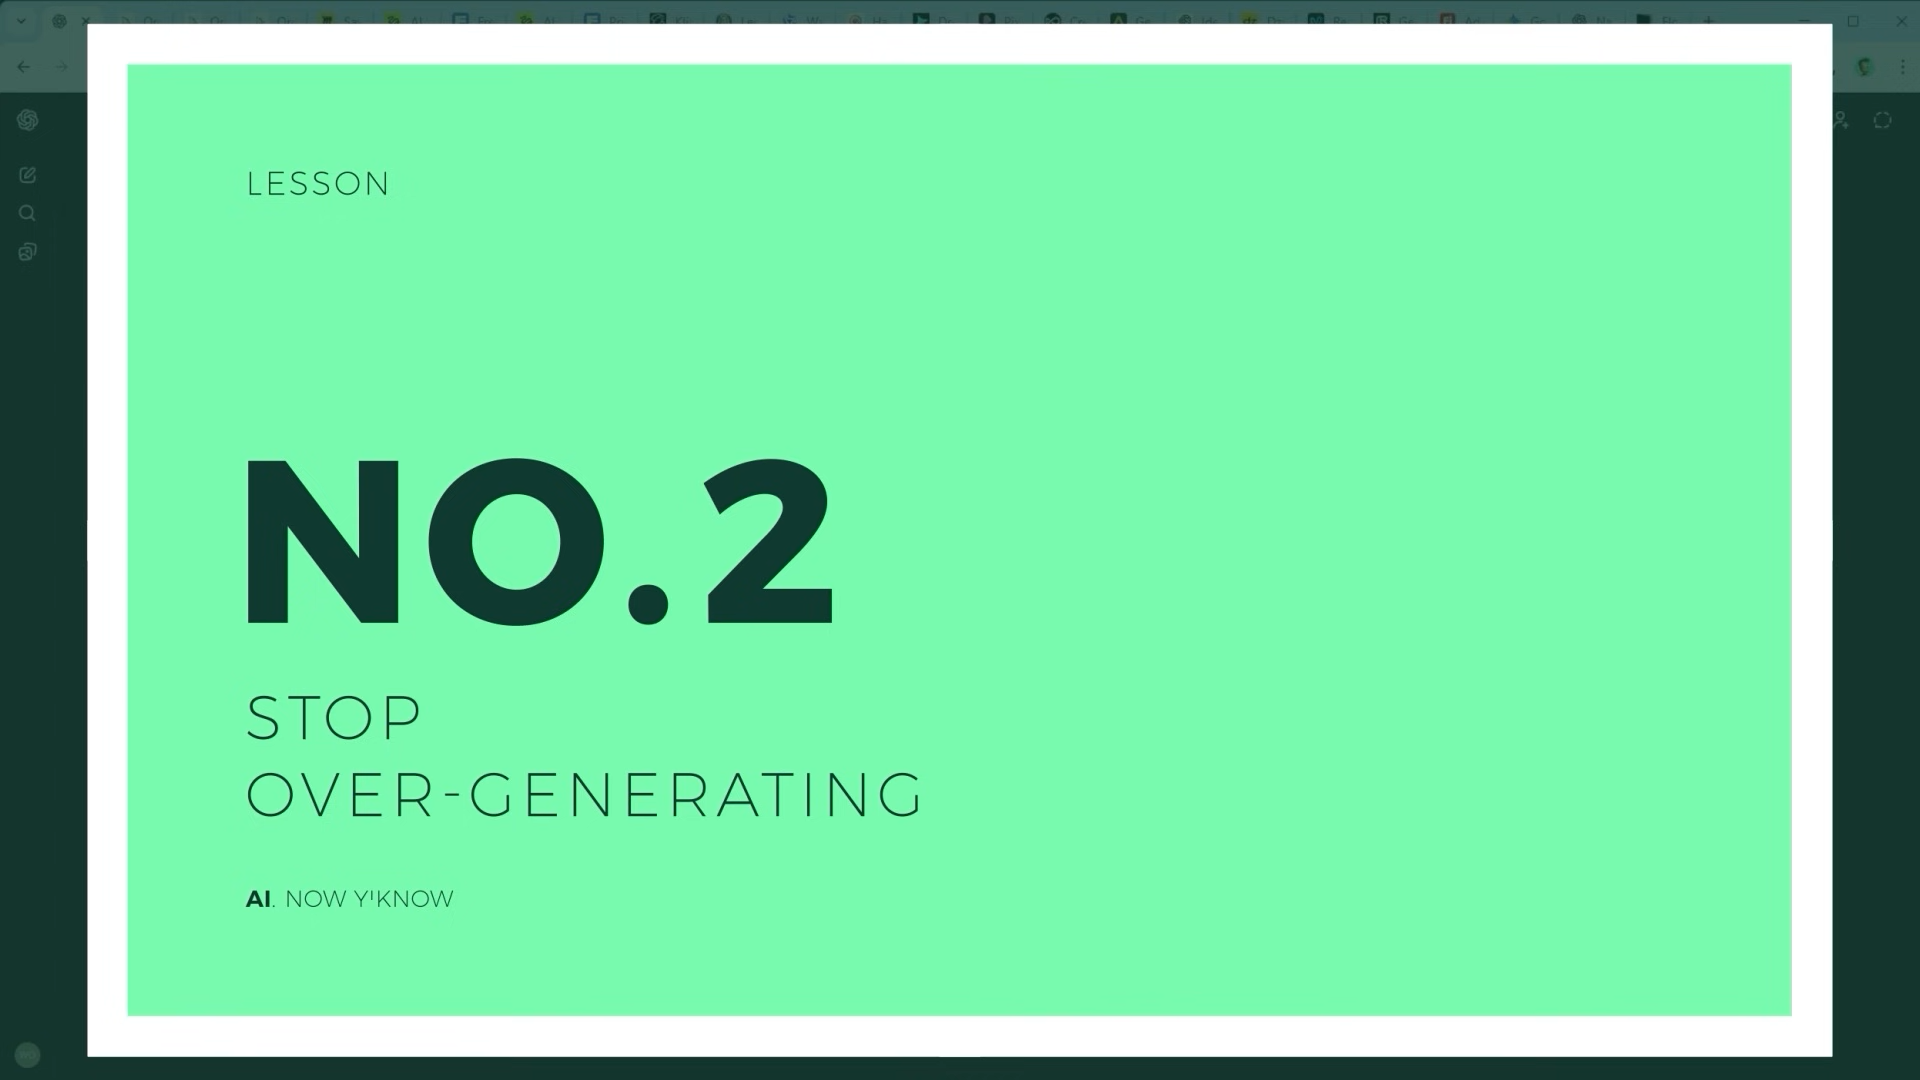 LESSON
NO.2
STOP
OVER-GENERATING
AI. NOW Y'KNOW